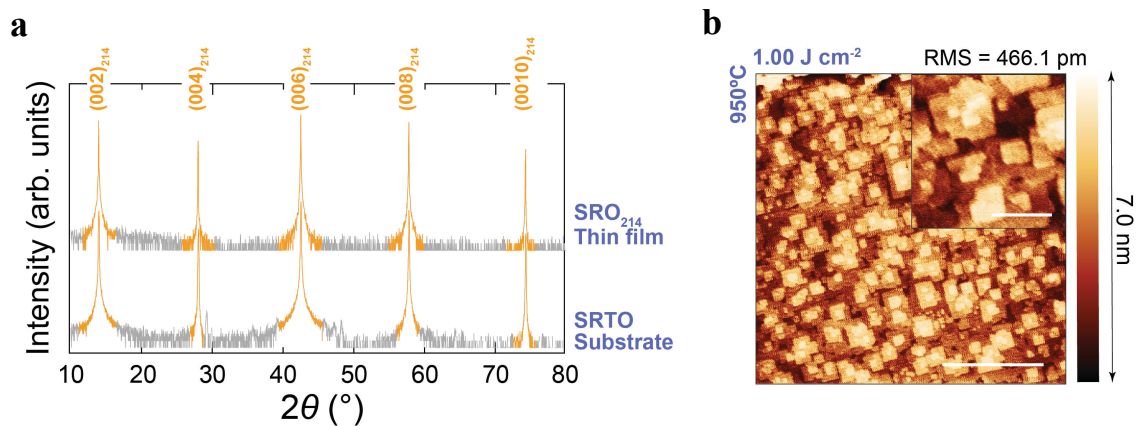 a
(002)₂₁₄
(004)₂₁₄
(006)₂₁₄
(008)₂₁₄
(0010)₂₁₄
Intensity (arb. units)
SRO₂₁₄
Thin film
SRTO
Substrate
10 20 30 40 50 60 70 80
2θ (°)
b
1.00 J cm⁻²
RMS = 466.1 pm
950ºC
7.0 nm